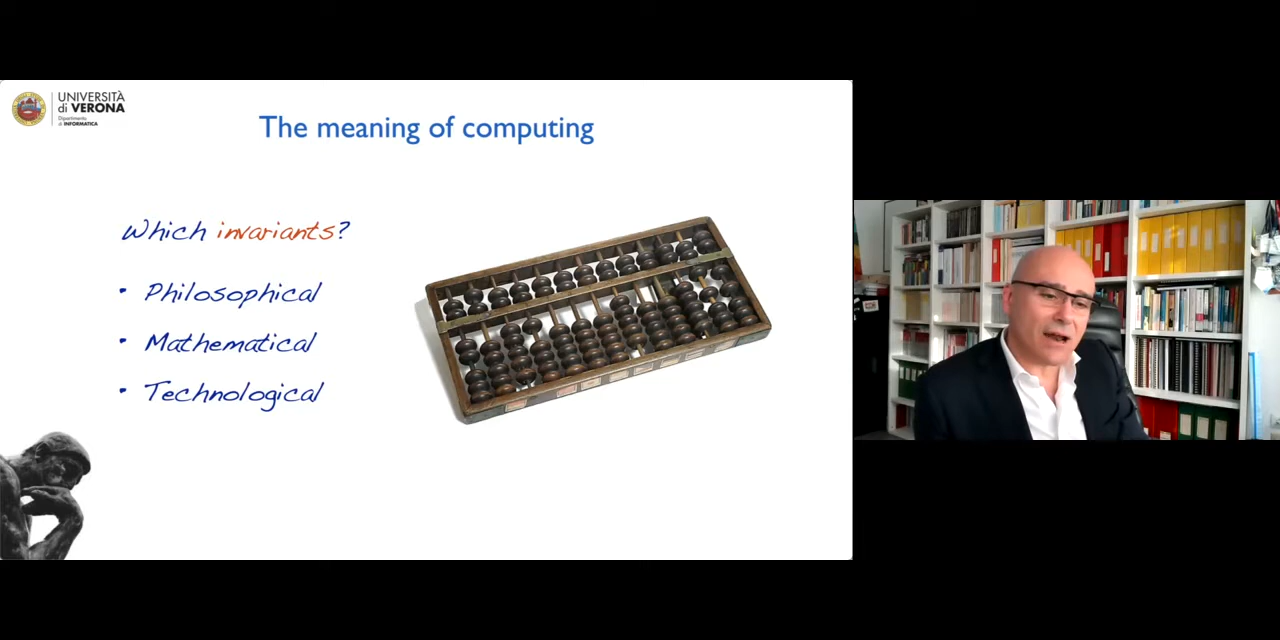 UNIVERSITÀ
di VERONA
Dipartimento
di INFORMATICA
The meaning of computing
Which invariants?
• Philosophical
• Mathematical
• Technological